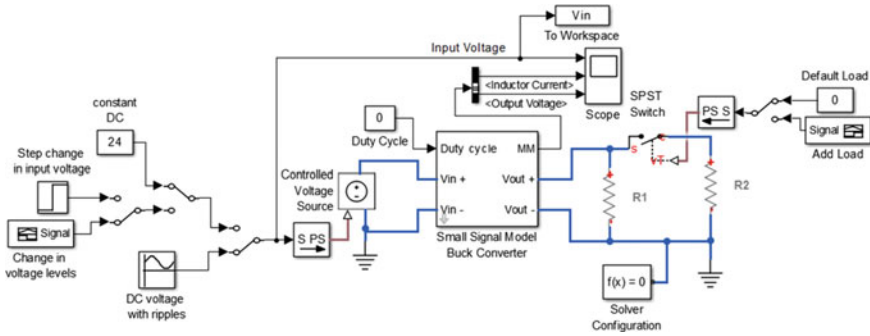 Vin
To Workspace
Input Voltage
<Inductor Current>
<Output Voltage>
Scope
SPST
Switch
PS S
Default Load
0
Signal
Add Load
constant
DC
24
0
Duty Cycle
Duty cycle
MM
Vin +
Vout +
Vin -
Vout -
Small Signal Model
Buck Converter
Step change
in input voltage
Signal
Change in
voltage levels
DC voltage
with ripples
S PS
Controlled
Voltage
Source
S
C
VT
R1
R2
f(x) = 0
Solver
Configuration